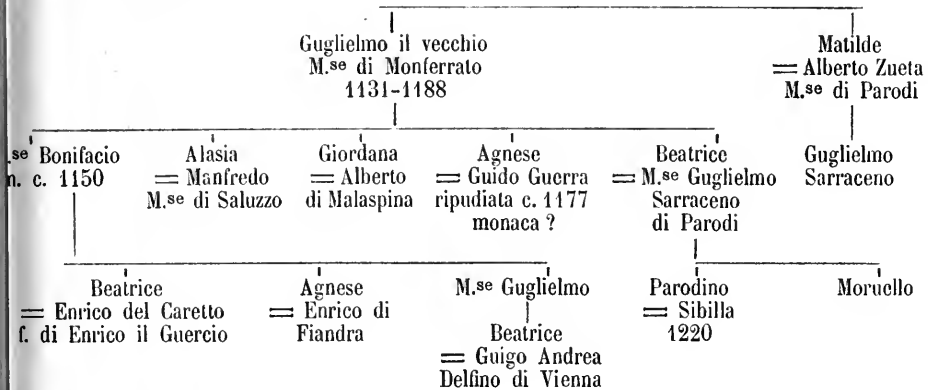 Guglielmo il vecchio
M.se di Monferrato
1131-1188
Matilde
= Alberto Zueta
M.se di Parodi
.se Bonifacio
n. c. 1150
Alasia
= Manfredo
M.se di Saluzzo
Giordana
= Alberto
di Malaspina
Agnese
= Guido Guerra
ripudiata c. 1177
monaca ?
Beatrice
= M.se Guglielmo
Sarraceno
di Parodi
Guglielmo
Sarraceno
Beatrice
= Enrico del Caretto
f. di Enrico il Guercio
Agnese
= Enrico di
Fiandra
M.se Guglielmo
Beatrice
= Guigo Andrea
Delfino di Vienna
Parodino
= Sibilla
1220
Moruello